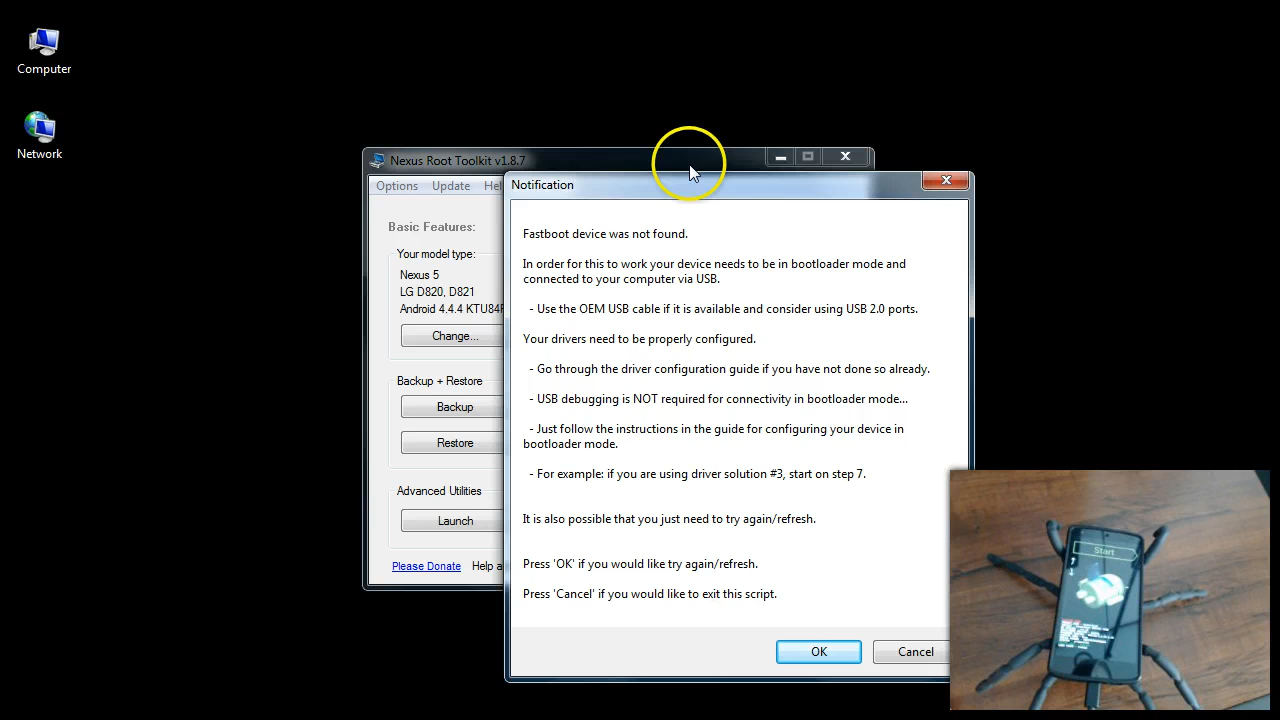 Computer
Network
Nexus Root Toolkit v1.8.7
Options Update Hel
Basic Features:
Your model type:
Nexus 5
LG D820, D821
Android 4.4.4 KTU84P
Change...
Backup + Restore
Backup
Restore
Advanced Utilities
Launch
Please Donate Help a
Notification
Fastboot device was not found.
In order for this to work your device needs to be in bootloader mode and
connected to your computer via USB.
- Use the OEM USB cable if it is available and consider using USB 2.0 ports.
Your drivers need to be properly configured.
- Go through the driver configuration guide if you have not done so already.
- USB debugging is NOT required for connectivity in bootloader mode...
- Just follow the instructions in the guide for configuring your device in
bootloader mode.
- For example: if you are using driver solution #3, start on step 7.
It is also possible that you just need to try again/refresh.
Press 'OK' if you would like try again/refresh.
Press 'Cancel' if you would like to exit this script.
OK Cancel
Start